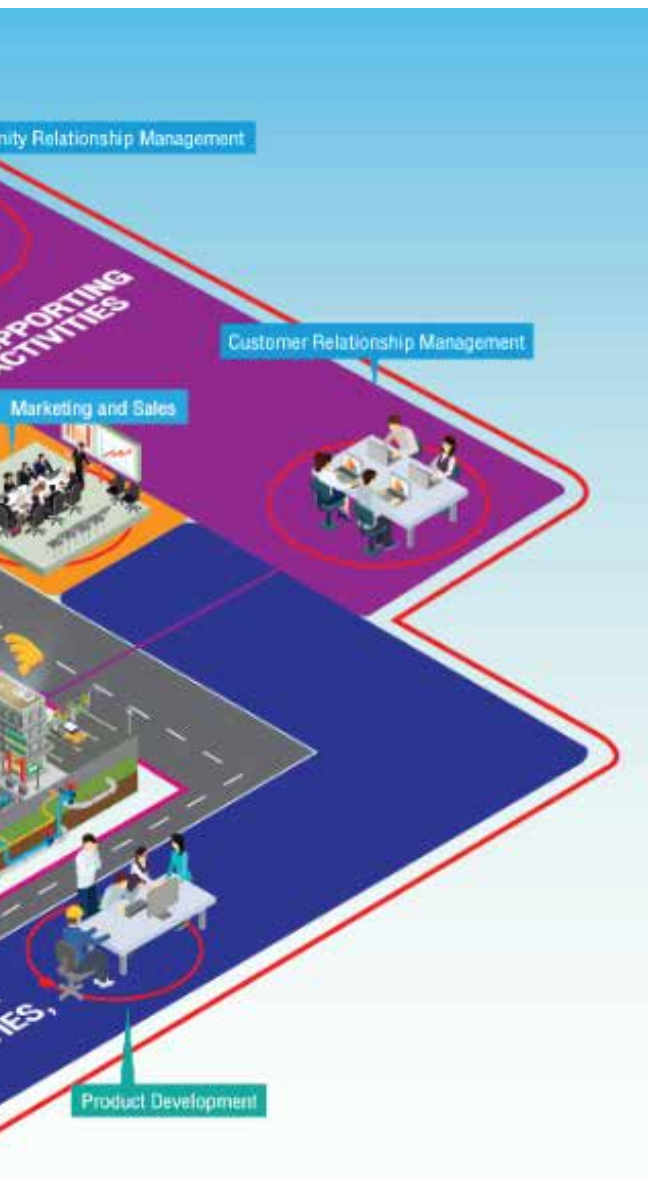 nity Relationship Management
PPORTING
ACTIVITIES
Customer Relationship Management
Marketing and Sales
IES,
Product Development